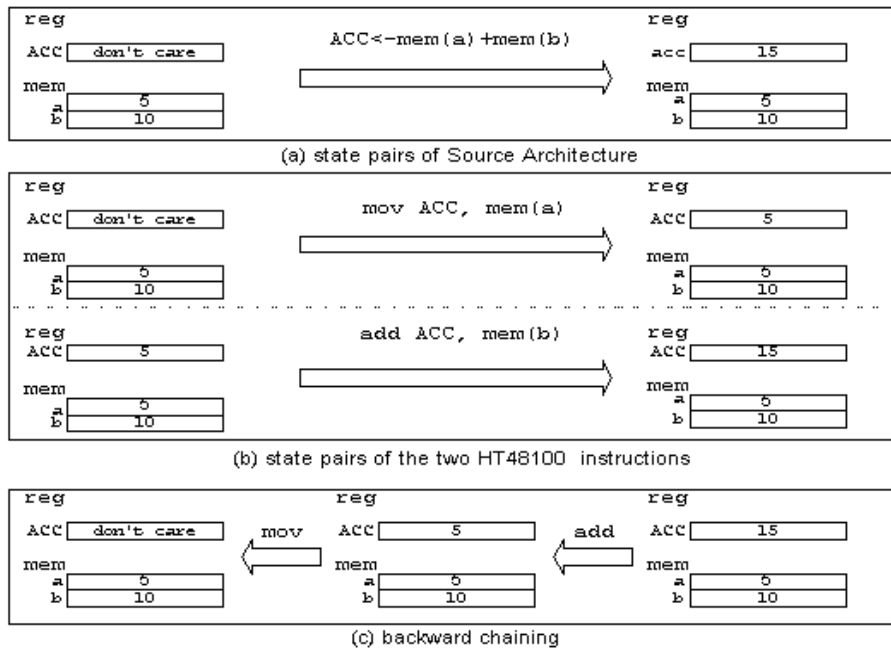 reg reg
ACC<-mem(a)+mem(b)
ACC don't care acc 15
mem mem
a 5 a 5
b 10 b 10
(a) state pairs of Source Architecture
reg reg
mov ACC, mem(a)
ACC don't care ACC 5
mem mem
a 5 a 5
b 10 b 10
reg add ACC, mem(b) reg
ACC 5 ACC 15
mem mem
a 5 a 5
b 10 b 10
(b) state pairs of the two HT48100 instructions
reg reg reg
ACC don't care mov ACC 5 add ACC 15
mem mem mem
a 5 a 5 a 5
b 10 b 10 b 10
(c) backward chaining